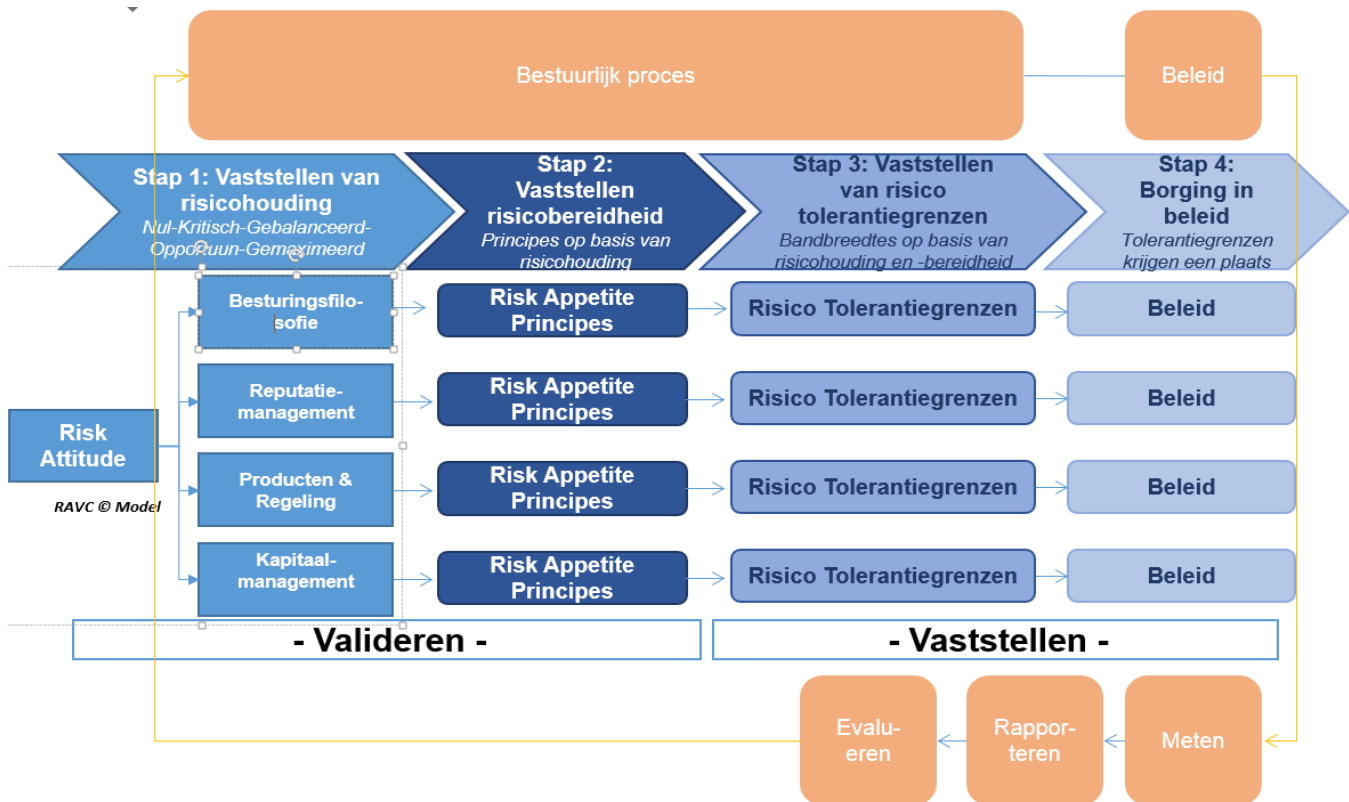 Bestuurlijk proces
Beleid
Stap 1: Vaststellen van
risicohouding
Nul-Kritisch-Gebalanceerd-
Opportuun-Gemaximeerd
Stap 2:
Vaststellen
risicobereidheid
Principes op basis van
risicohouding
Stap 3: Vaststellen
van risico
tolerantiegrenzen
Bandbreedtes op basis van
risicohouding en -bereidheid
Stap 4:
Borging in
beleid
Tolerantiegrenzen
krijgen een plaats
Besturingsfilo-
sofie
Risk Appetite
Principes
Risico Tolerantiegrenzen
Beleid
Reputatie-
management
Risk Appetite
Principes
Risico Tolerantiegrenzen
Beleid
Risk
Attitude
RAVC © Model
Producten &
Regeling
Risk Appetite
Principes
Risico Tolerantiegrenzen
Beleid
Kapitaal-
management
Risk Appetite
Principes
Risico Tolerantiegrenzen
Beleid
- Valideren -
- Vaststellen -
Evalu-
eren
Rappor-
teren
Meten